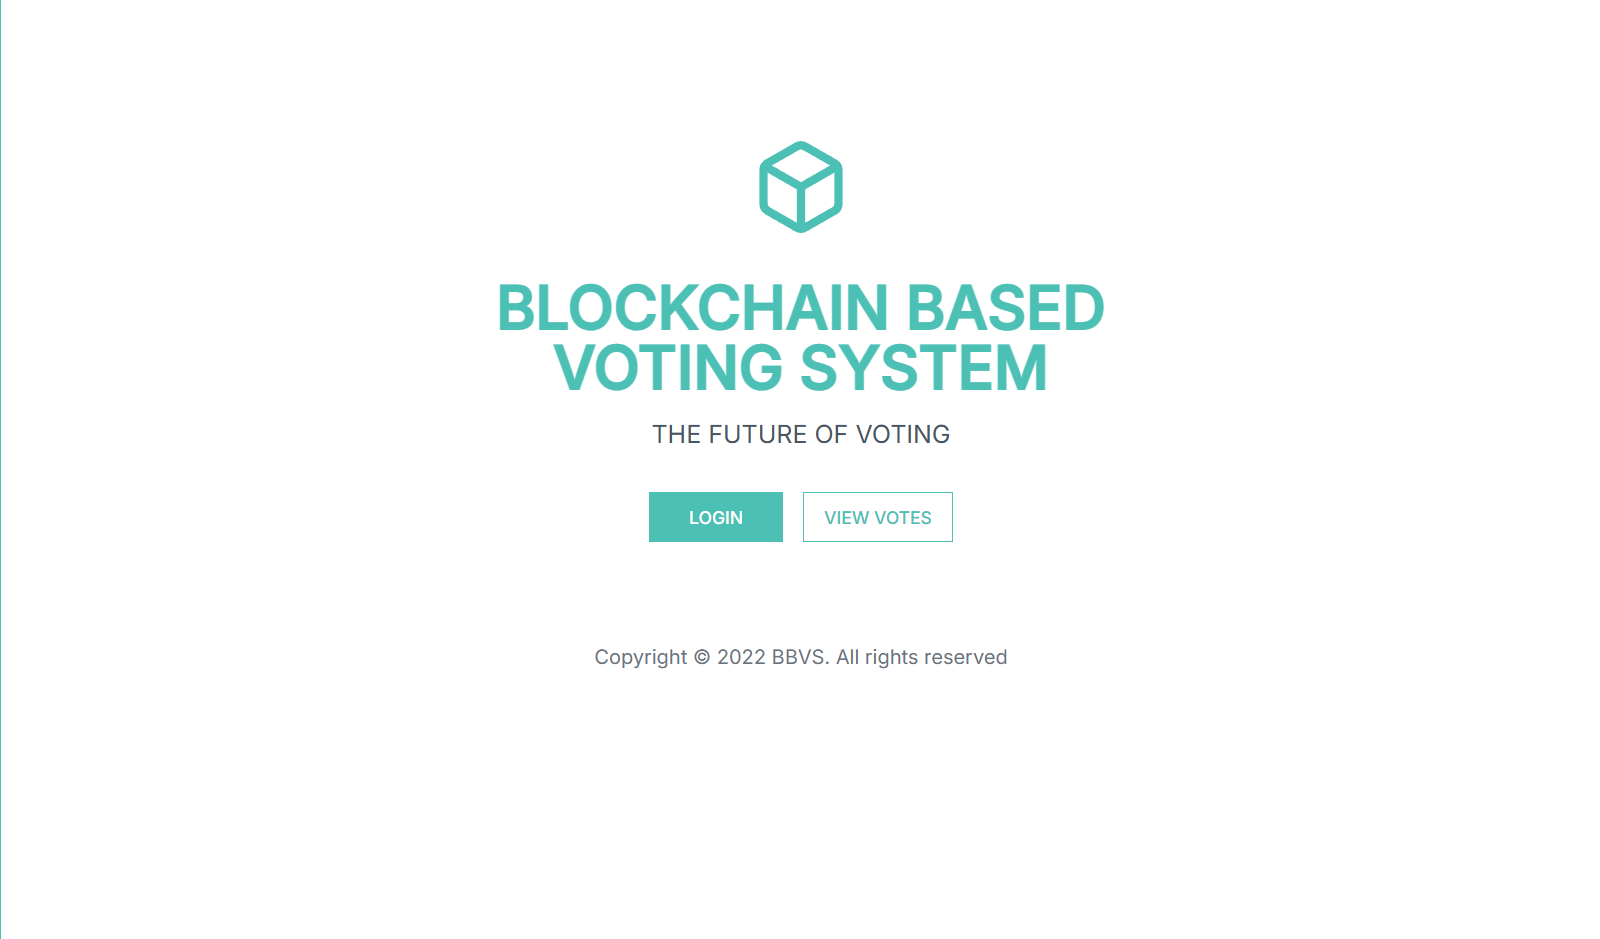 BLOCKCHAIN BASED
VOTING SYSTEM
THE FUTURE OF VOTING
LOGIN
VIEW VOTES
Copyright © 2022 BBVS. All rights reserved